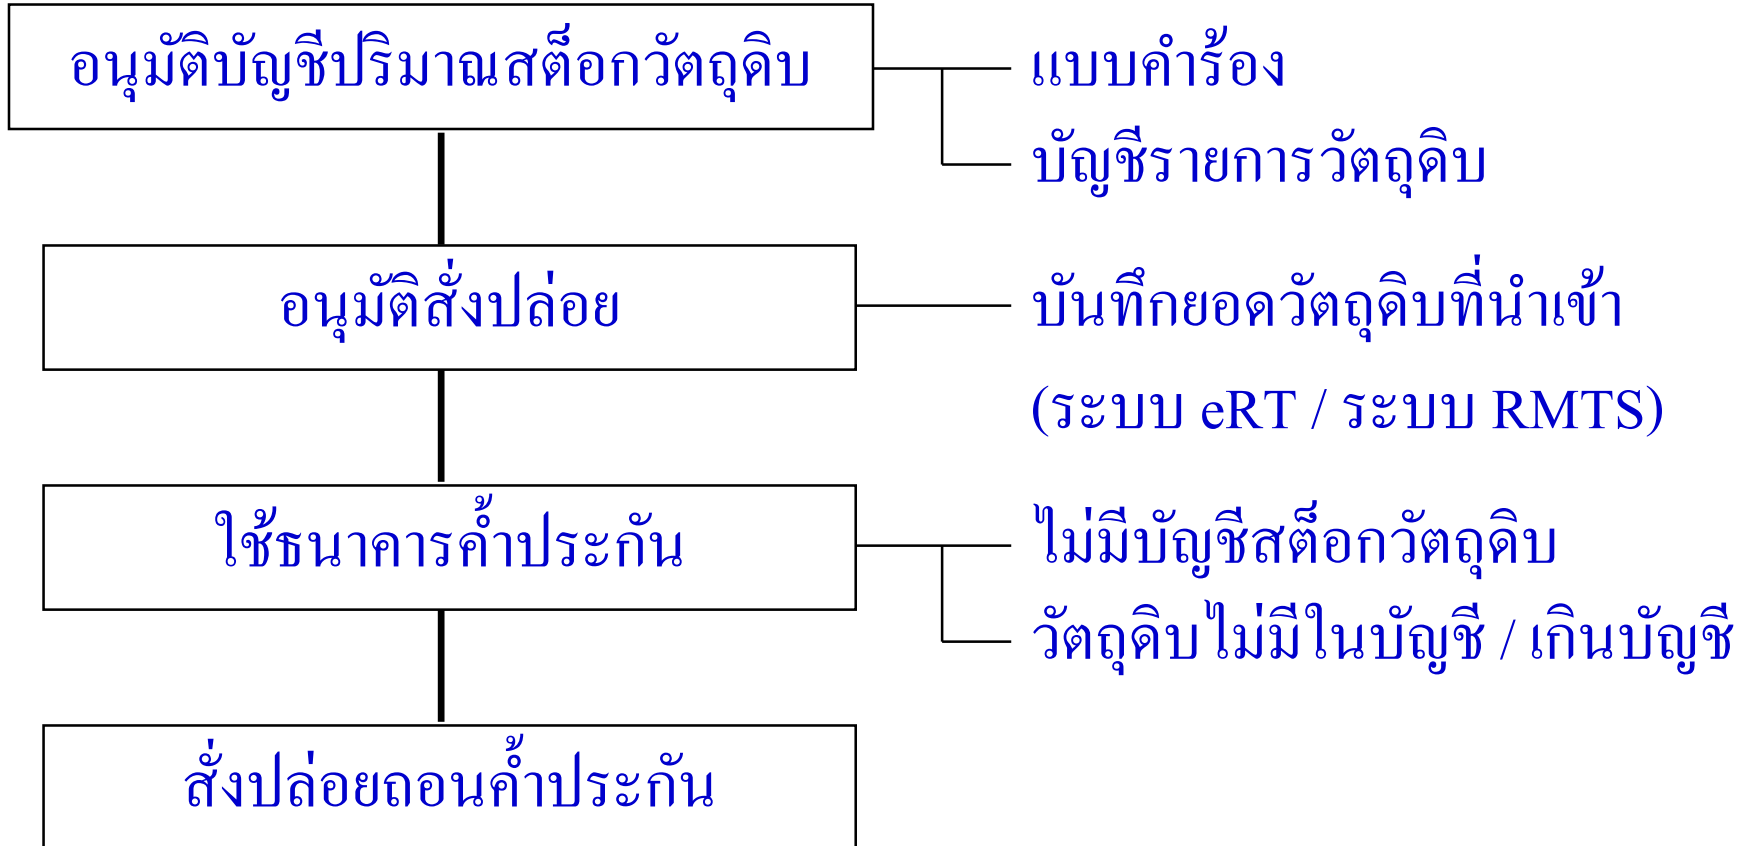 อนุมัติบัญชีปริมาณสต็อกวัตถุดิบ
แบบคำร้อง
บัญชีรายการวัตถุดิบ
อนุมัติสั่งปล่อย
บันทึกยอดวัตถุดิบที่นำเข้า
(ระบบ eRT / ระบบ RMTS)
ใช้ธนาคารค้ำประกัน
ไม่มีบัญชีสต็อกวัตถุดิบ
วัตถุดิบไม่มีในบัญชี / เกินบัญชี
สั่งปล่อยถอนค้ำประกัน